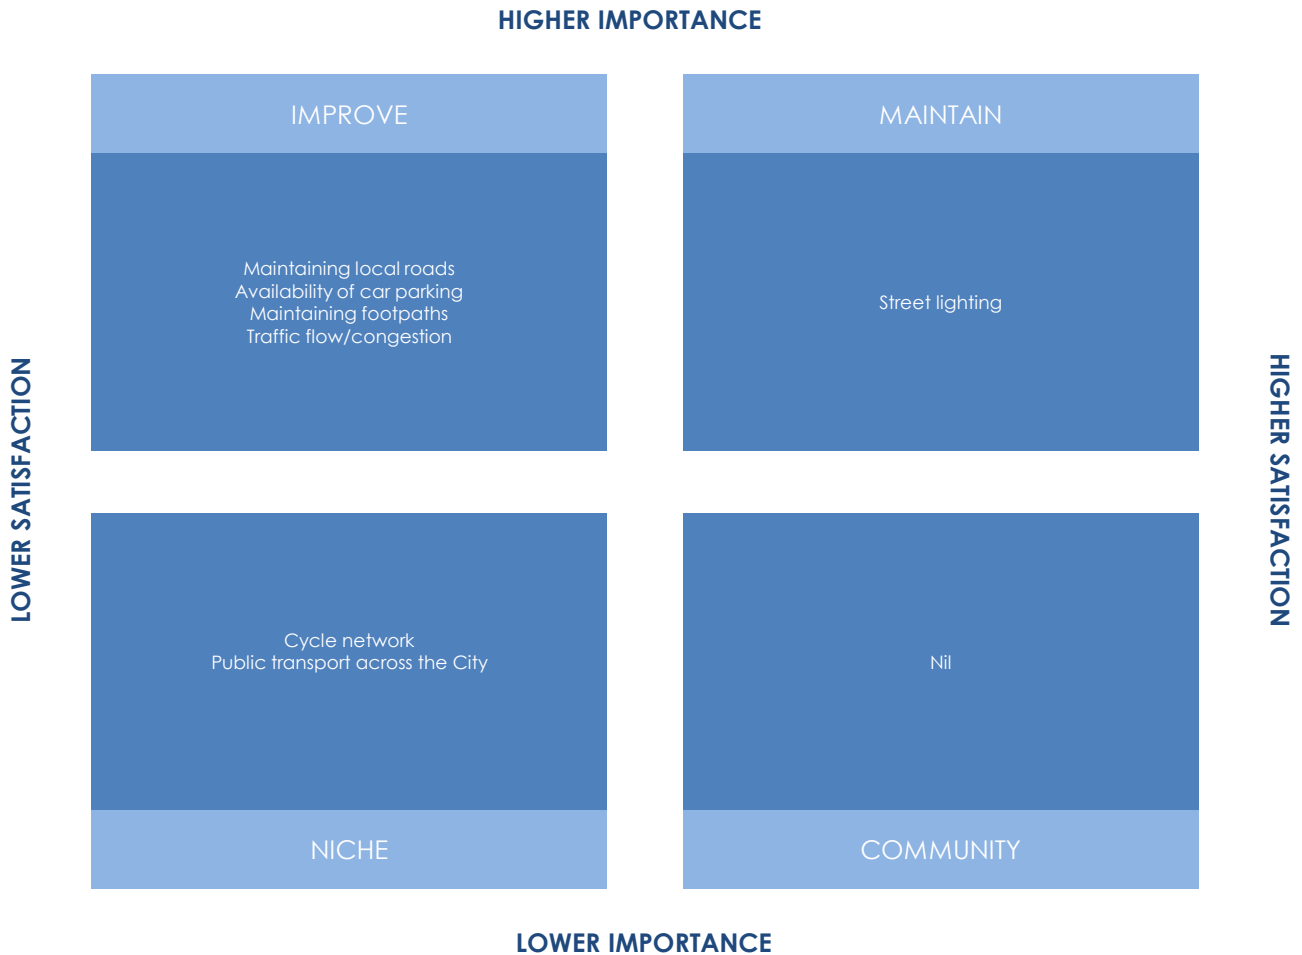 HIGHER IMPORTANCE
IMPROVE
Maintaining local roads
Availability of car parking
Maintaining footpaths
Traffic flow/congestion
MAINTAIN
Street lighting
LOWER SATISFACTION
HIGHER SATISFACTION
Cycle network
Public transport across the City
NICHE
Nil
COMMUNITY
LOWER IMPORTANCE